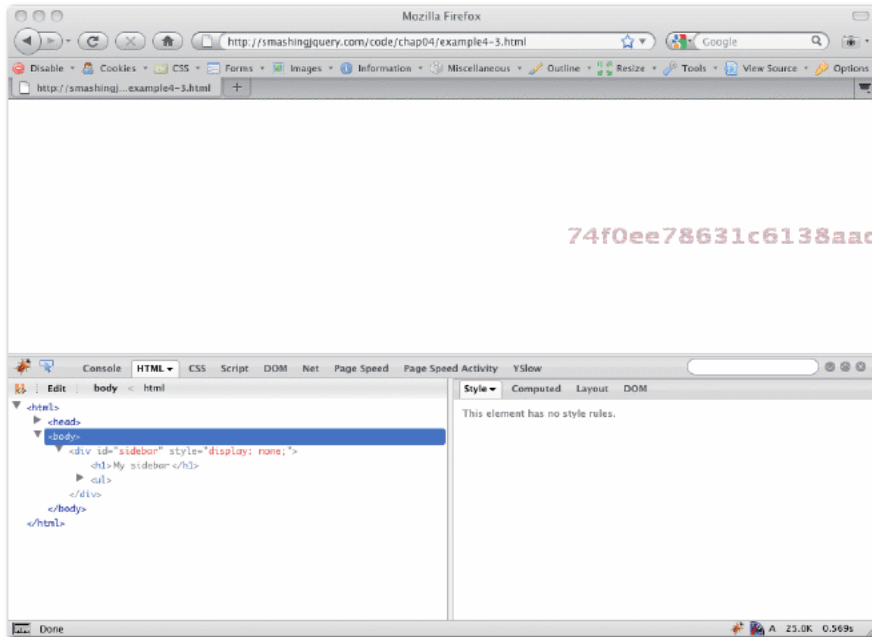 Mozilla Firefox
http://smashingjquery.com/code/chap04/example4-3.html
Google
Disable Cookies CSS Forms Images Information Miscellaneous Outline Resize Tools View Source Options
http://smashingj...example4-3.html +
74f0ee78631c6138aad
Console HTML CSS Script DOM Net Page Speed Page Speed Activity YSlow
Edit body < html
Style Computed Layout DOM
This element has no style rules.
<html>
<head>
<body>
<div id="sidebar" style="display: none;">
<h1>My sidebar</h1>
<ul>
</div>
</body>
</html>
Done
A 25.0K 0.569s